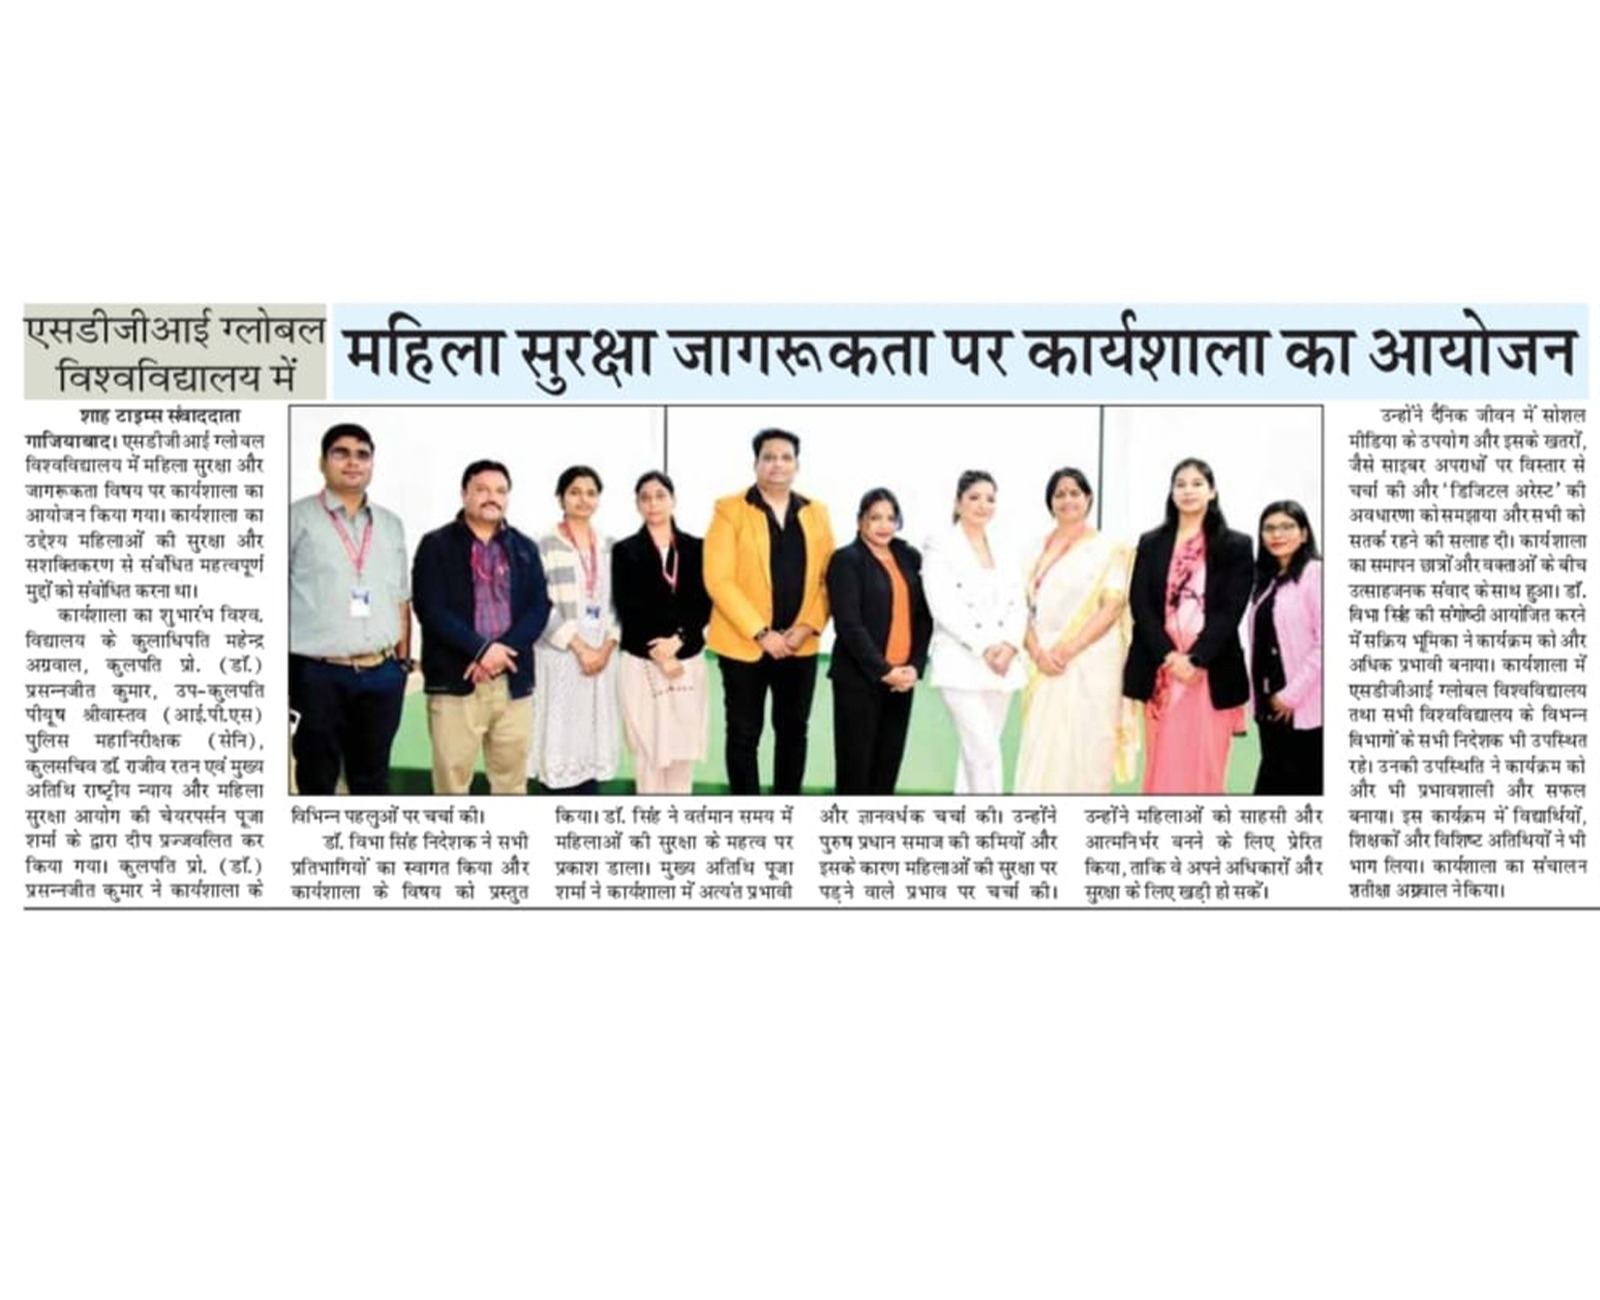 एसडीजीआई ग्लोबल
विश्वविद्यालय में
महिला सुरक्षा जागरूकता पर कार्यशाला का आयोजन
शाह टाइम्स संवाददाता
गाजियाबाद। एसडीजीआई ग्लोबल
विश्वविद्यालय में महिला सुरक्षा और
जागरूकता विषय पर कार्यशाला का
आयोजन किया गया। कार्यशाला का
उद्देश्य महिलाओं की सुरक्षा और
सशक्तिकरण से संबंधित महत्वपूर्ण
मुद्दों को संबोधित करना था।
कार्यशाला का शुभारंभ विश्व.
विद्यालय के कुलाधिपति महेन्द्र
अग्रवाल, कुलपति प्रो. (डॉ.)
प्रसन्नजीत कुमार, उप-कुलपति
पीयूष श्रीवास्तव (आई.पी.एस)
पुलिस महानिरीक्षक (सेनि),
कुलसचिव डॉ. राजीव रतन एवं मुख्य
अतिथि राष्ट्रीय न्याय और महिला
सुरक्षा आयोग की चेयरपर्सन पूजा
शर्मा के द्वारा दीप प्रज्जवलित कर
किया गया। कुलपति प्रो. (डॉ.)
प्रसन्नजीत कुमार ने कार्यशाला के
विभिन्न पहलुओं पर चर्चा की।
डॉ. विभा सिंह निदेशक ने सभी
प्रतिभागियों का स्वागत किया और
कार्यशाला के विषय को प्रस्तुत
किया। डॉ. सिंह ने वर्तमान समय में
महिलाओं की सुरक्षा के महत्व पर
प्रकाश डाला। मुख्य अतिथि पूजा
शर्मा ने कार्यशाला में अत्यंत प्रभावी
और ज्ञानवर्धक चर्चा की। उन्होंने
पुरुष प्रधान समाज की कमियों और
इसके कारण महिलाओं की सुरक्षा पर
पड़ने वाले प्रभाव पर चर्चा की।
उन्होंने महिलाओं को साहसी और
आत्मनिर्भर बनने के लिए प्रेरित
किया, ताकि वे अपने अधिकारों और
सुरक्षा के लिए खड़ी हो सकें।
उन्होंने दैनिक जीवन में सोशल
मीडिया के उपयोग और इसके खतरों,
जैसे साइबर अपराधों पर विस्तार से
चर्चा की और 'डिजिटल अरेस्ट' की
अवधारणा को समझाया और सभी को
सतर्क रहने की सलाह दी। कार्यशाला
का समापन छात्रों और वक्ताओं के बीच
उत्साहजनक संवाद के साथ हुआ। डॉ.
विभा सिंह की संगोष्ठी आयोजित करने
में सक्रिय भूमिका ने कार्यक्रम को और
अधिक प्रभावी बनाया। कार्यशाला में
एसडीजीआई ग्लोबल विश्वविद्यालय
तथा सभी विश्वविद्यालय के विभन्न
विभागों के सभी निदेशक भी उपस्थित
रहे। उनकी उपस्थिति ने कार्यक्रम को
और भी प्रभावशाली और सफल
बनाया। इस कार्यक्रम में विद्यार्थियों,
शिक्षकों और विशिष्ट अतिथियों ने भी
भाग लिया। कार्यशाला का संचालन
शतीक्षा अग्रवाल ने किया।